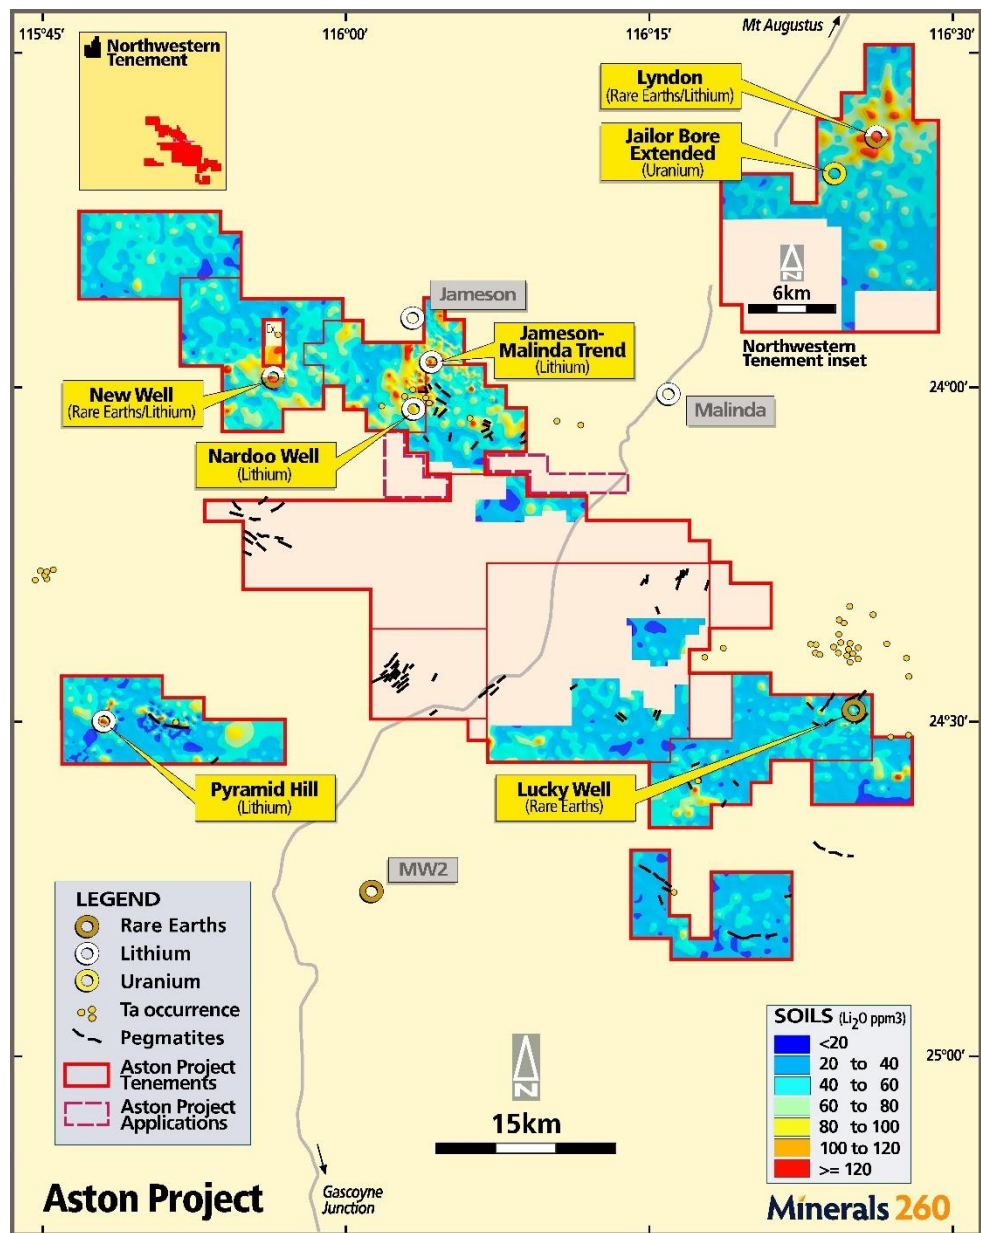 115°45'
116°00'
116°15'
116°30'
Mt Augustus
Northwestern
Tenement
Lyndon
(Rare Earths/Lithium)
Jailor Bore
Extended
(Uranium)
N
6km
Northwestern
Tenement inset
Jameson
Ex
Jameson-
Malinda Trend
(Lithium)
New Well
(Rare Earths/Lithium)
24°00'
Malinda
Nardoo Well
(Lithium)
24°30'
Pyramid Hill
(Lithium)
Lucky Well
(Rare Earths)
MW2
LEGEND
Rare Earths
Lithium
Uranium
Ta occurrence
Pegmatites
Aston Project
Tenements
Aston Project
Applications
N
15km
SOILS (Li2O ppm3)
<20
20 to 40
40 to 60
60 to 80
80 to 100
100 to 120
>= 120
25°00'
Aston Project
Gascoyne
Junction
Minerals 260